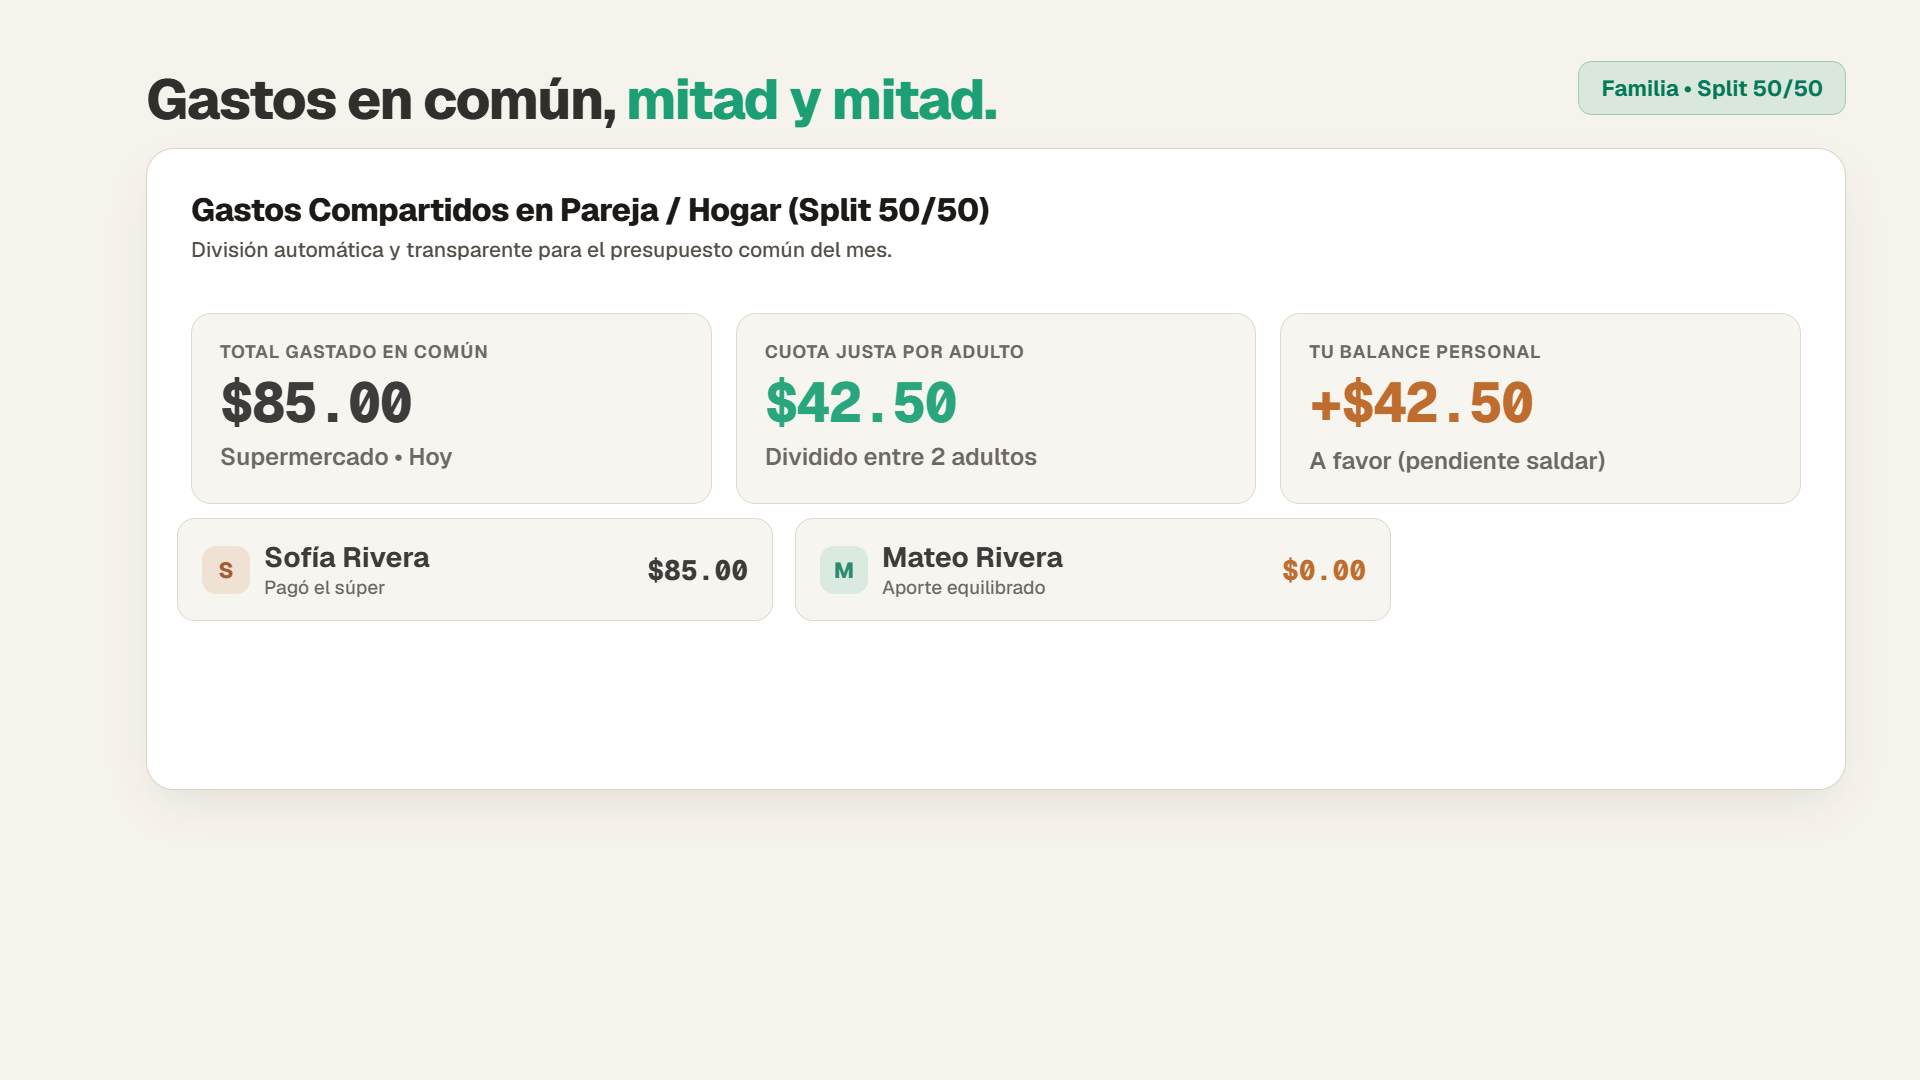 Gastos en común, mitad y mitad.
Familia • Split 50/50
Gastos Compartidos en Pareja / Hogar (Split 50/50)
División automática y transparente para el presupuesto común del mes.
TOTAL GASTADO EN COMÚN
$85.00
Supermercado • Hoy
CUOTA JUSTA POR ADULTO
$42.50
Dividido entre 2 adultos
TU BALANCE PERSONAL
+$42.50
A favor (pendiente saldar)
S
Sofía Rivera
Pagó el súper
$85.00
M
Mateo Rivera
Aporte equilibrado
$0.00